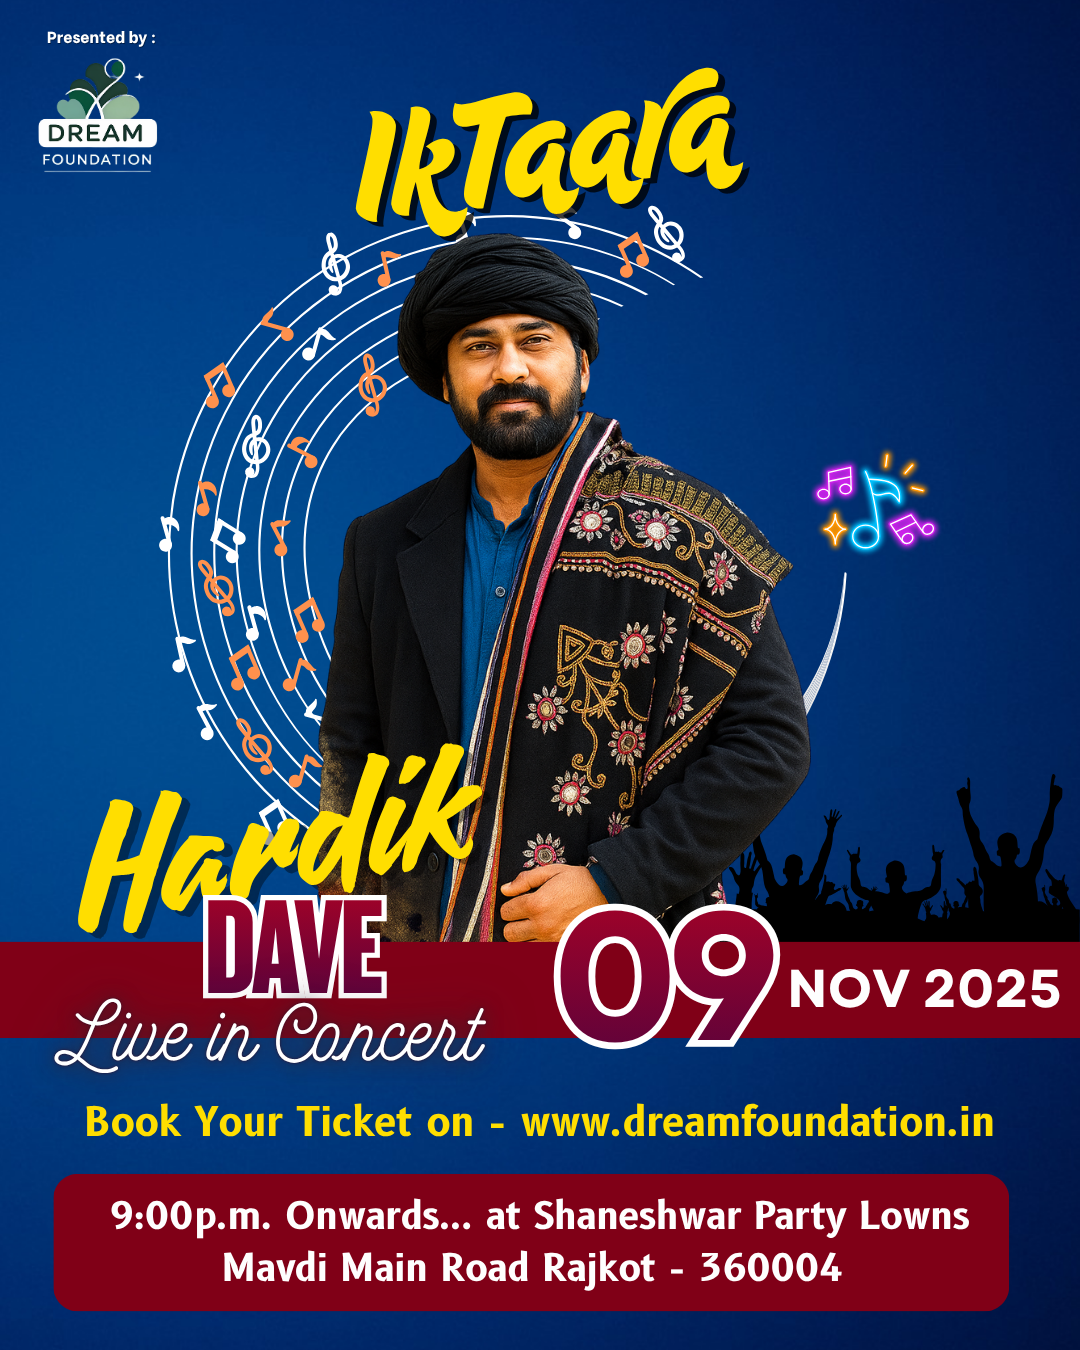 Presented by :
DREAM
FOUNDATION
IkTaara
Hardik
DAVE
Live in Concert
09
NOV 2025
Book Your Ticket on - www.dreamfoundation.in
9:00p.m. Onwards... at Shaneshwar Party Lowns
Mavdi Main Road Rajkot - 360004